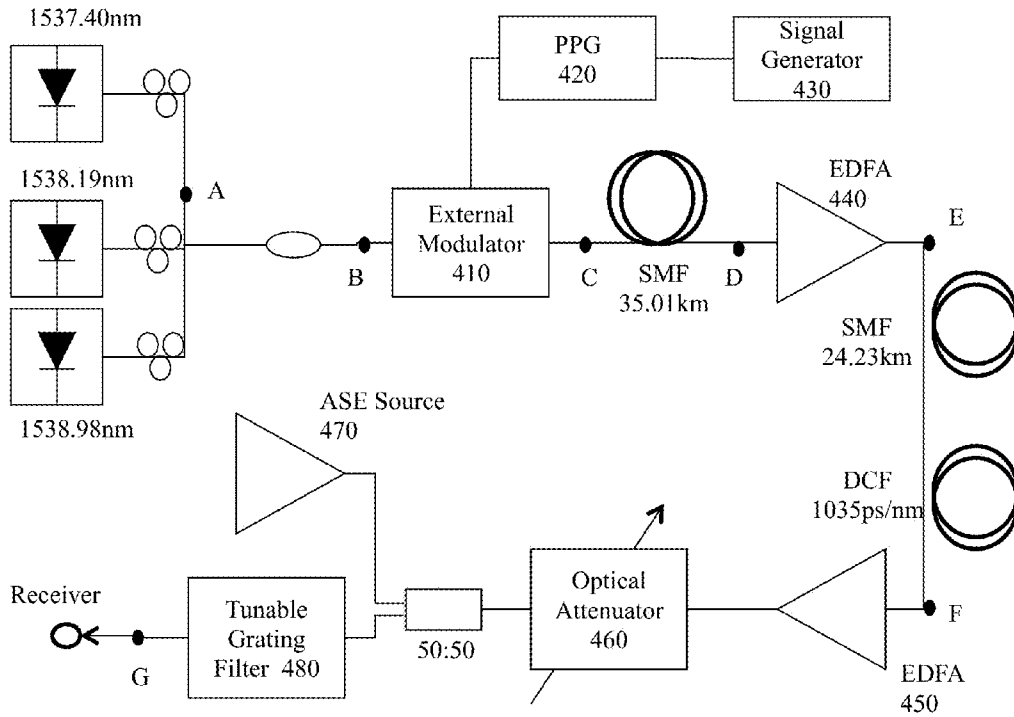 1537.40nm
PPG
420
Signal
Generator
430
1538.19nm
A
B
External
Modulator
410
C
SMF
35.01km
D
EDFA
440
E
SMF
24.23km
1538.98nm
ASE Source
470
DCF
1035ps/nm
Receiver
G
Tunable
Grating
Filter 480
50:50
Optical
Attenuator
460
F
EDFA
450